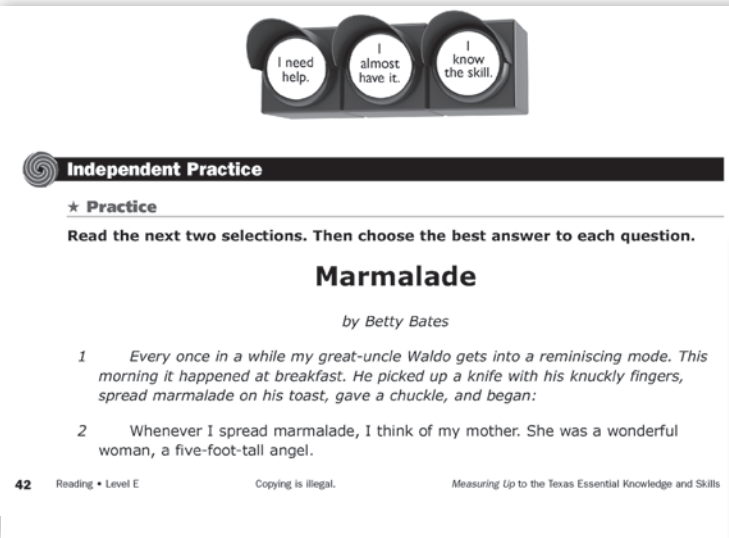 I need
help.
I
almost
have it.
I
know
the skill.
Independent Practice
★ Practice
Read the next two selections. Then choose the best answer to each question.
Marmalade
by Betty Bates
1 Every once in a while my great-uncle Waldo gets into a reminiscing mode. This
morning it happened at breakfast. He picked up a knife with his knuckly fingers,
spread marmalade on his toast, gave a chuckle, and began:
2 Whenever I spread marmalade, I think of my mother. She was a wonderful
woman, a five-foot-tall angel.
42 Reading • Level E Copying is illegal. Measuring Up to the Texas Essential Knowledge and Skills